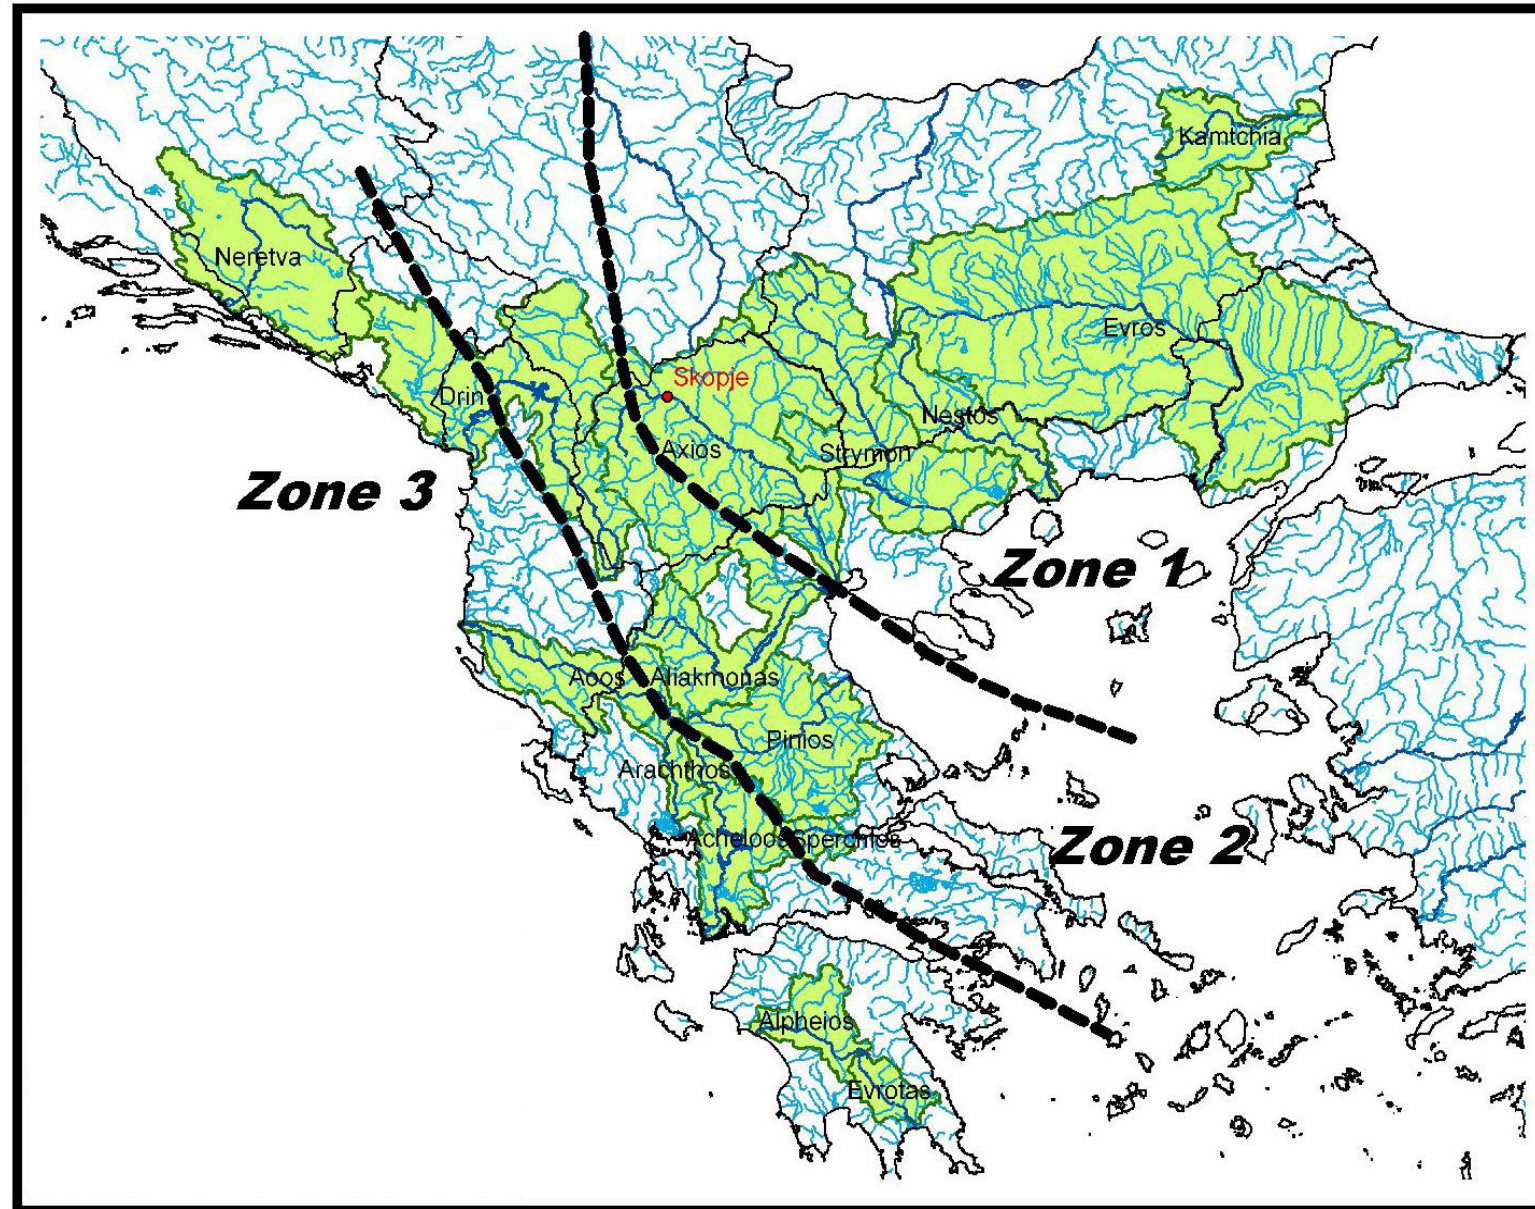 Kamtchia
Neretva
Evros
Skopje
Drin
Nestos
Axios
Strymon
Zone 3
Zone 1
Aoos
Aliakmonas
Pinios
Arachthos
Acheloos
Sperchios
Zone 2
Alpheios
Evrotas